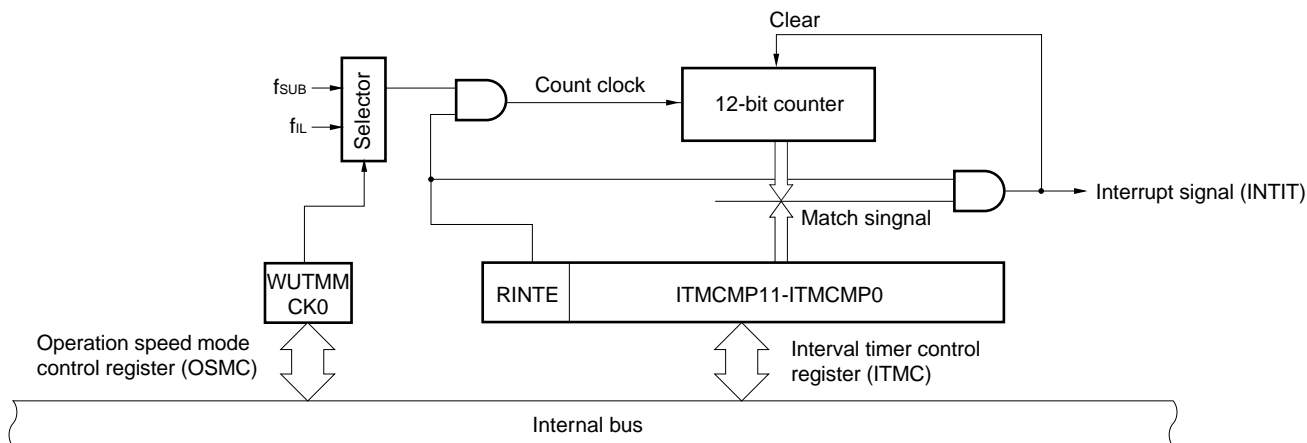 Clear
fSUB
fIL
Selector
Count clock
12-bit counter
Match singnal
Interrupt signal (INTIT)
WUTMM
CK0
RINTE
ITMCMP11-ITMCMP0
Operation speed mode
control register (OSMC)
Interval timer control
register (ITMC)
Internal bus